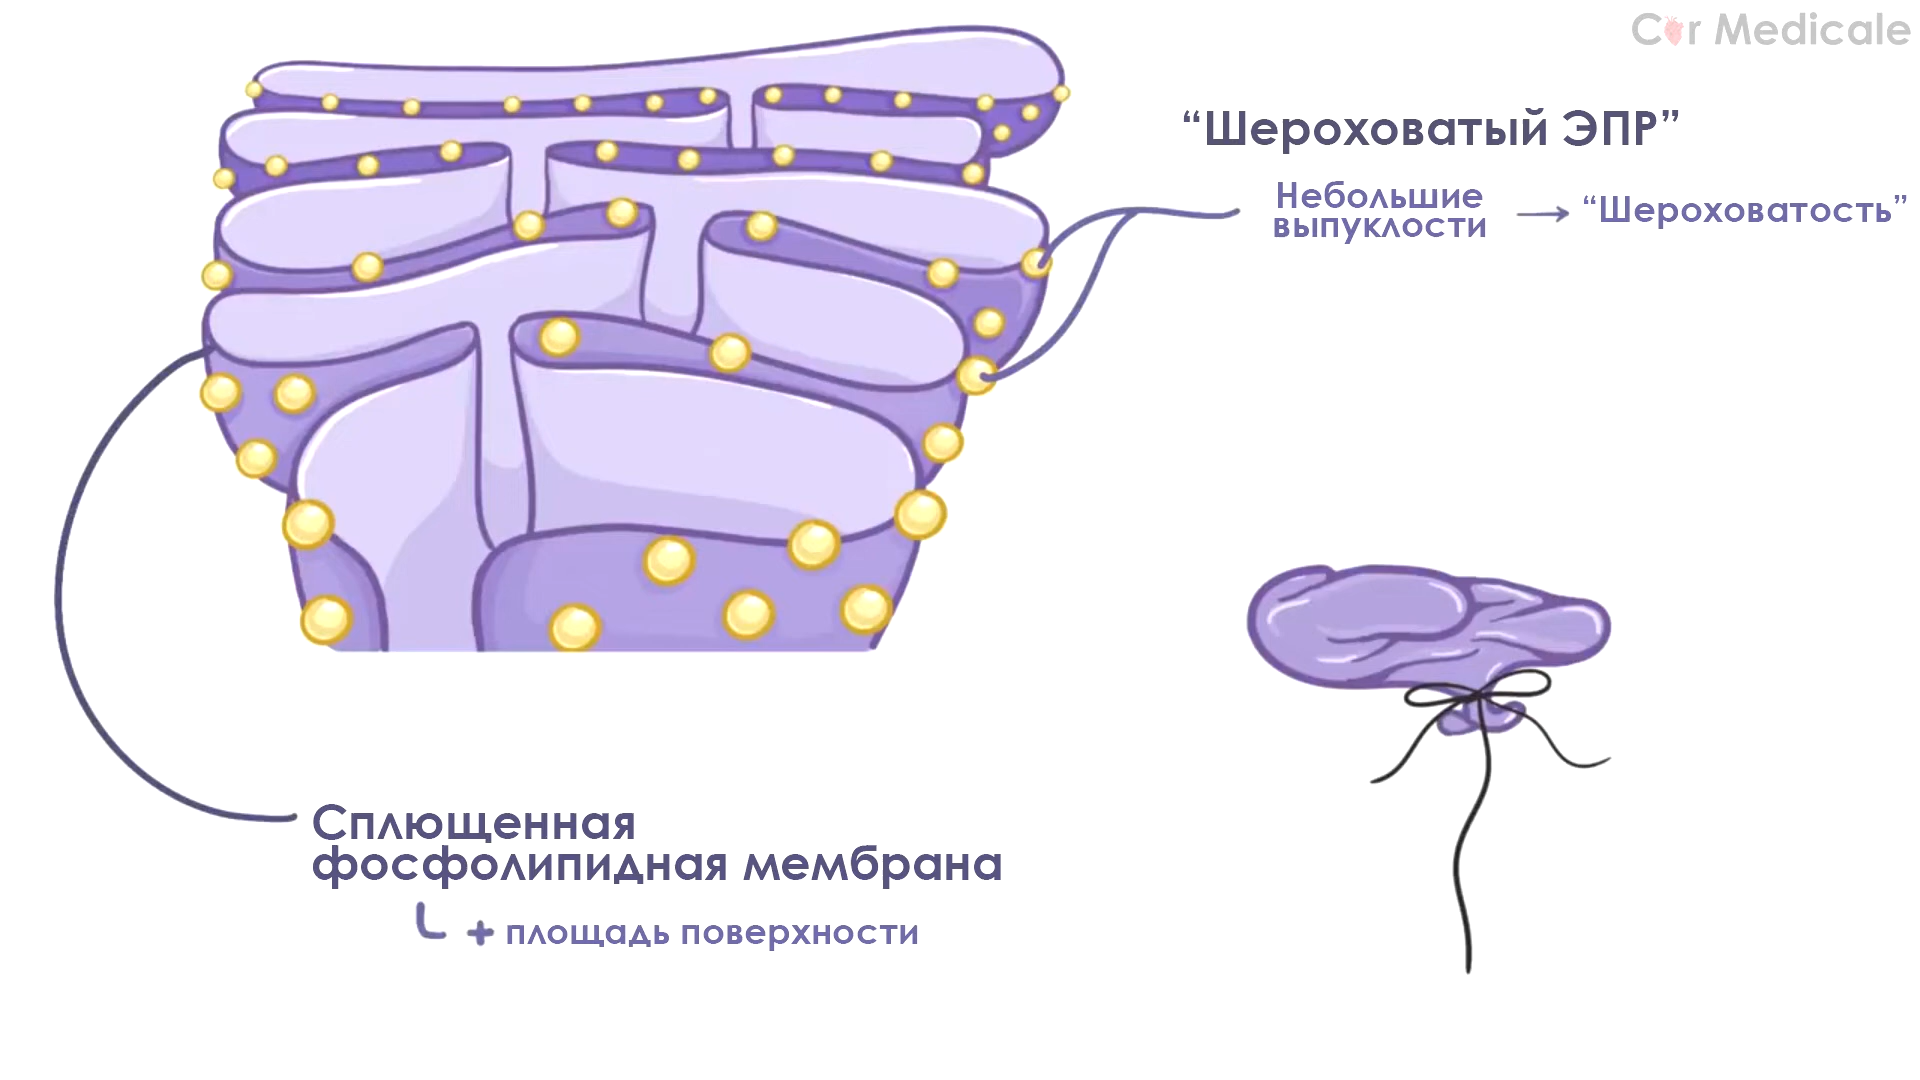 Cor Medicale
“Шероховатый ЭПР”
Небольшие
выпуклости → “Шероховатость”
Сплющенная
фосфолипидная мембрана
+ площадь поверхности